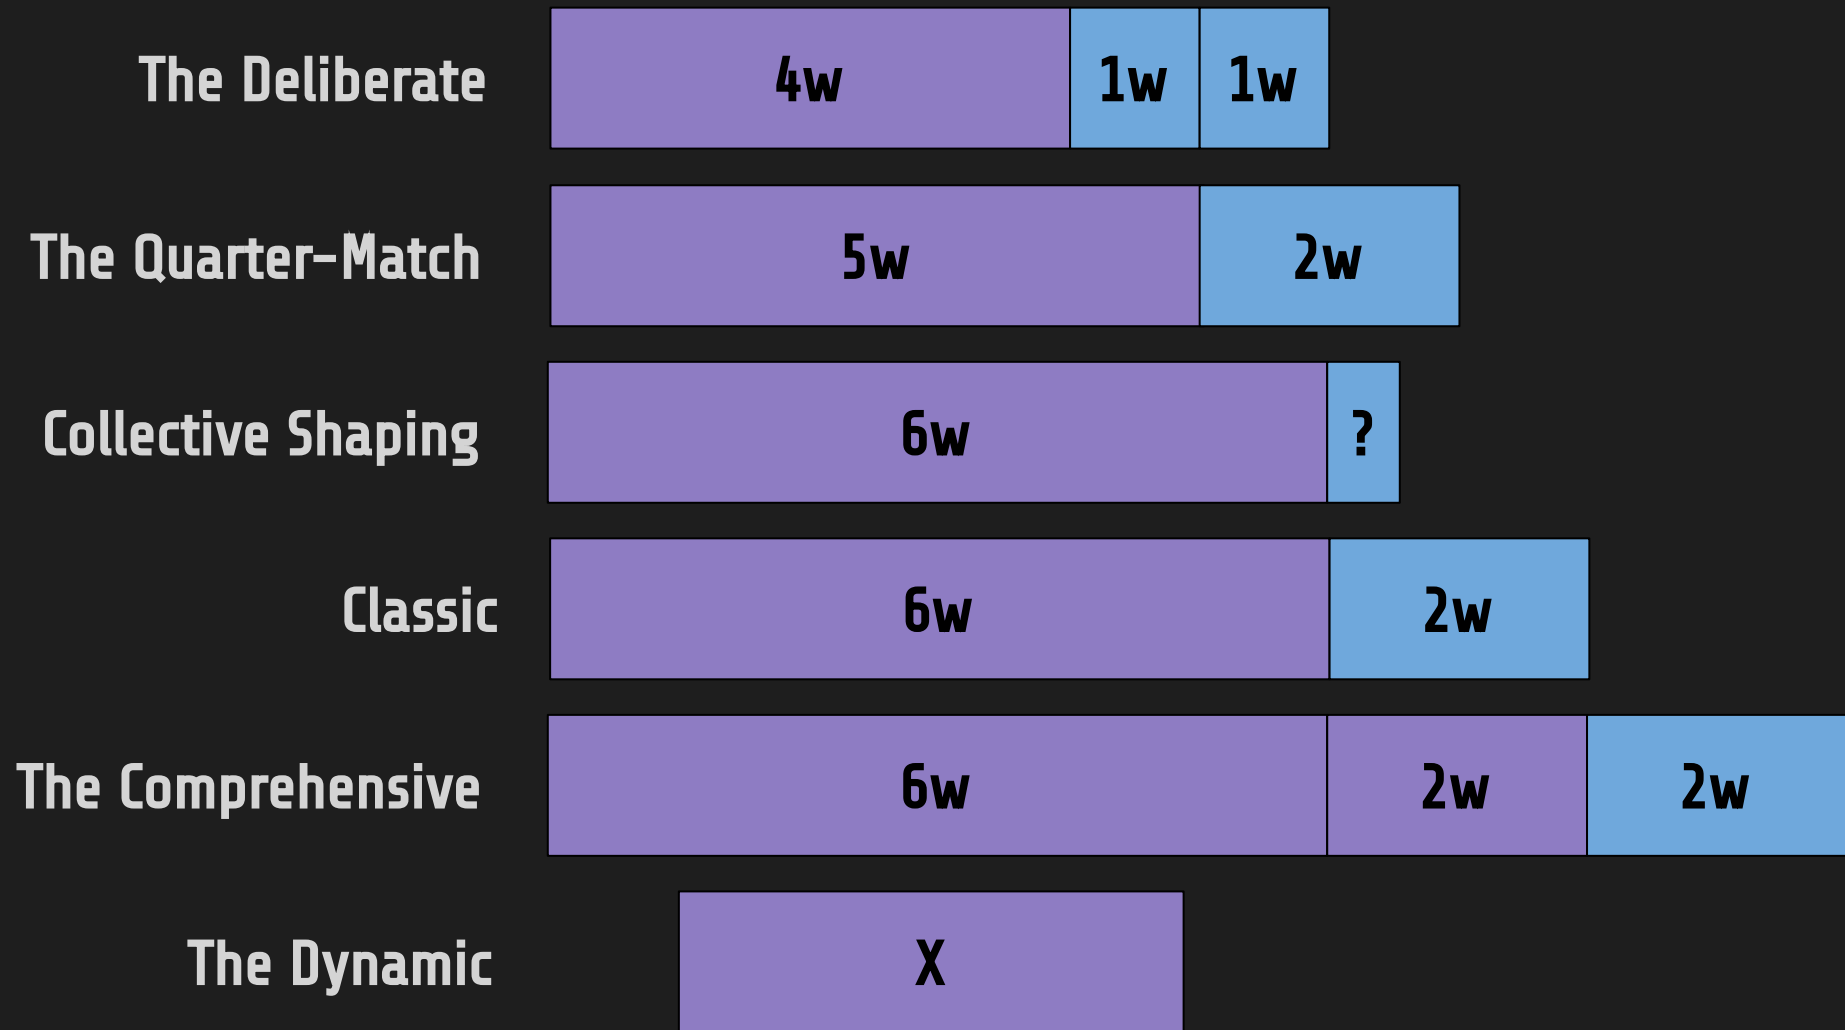 The Deliberate 4w 1w 1w
The Quarter-Match 5w 2w
Collective Shaping 6w ?
Classic 6w 2w
The Comprehensive 6w 2w 2w
The Dynamic X